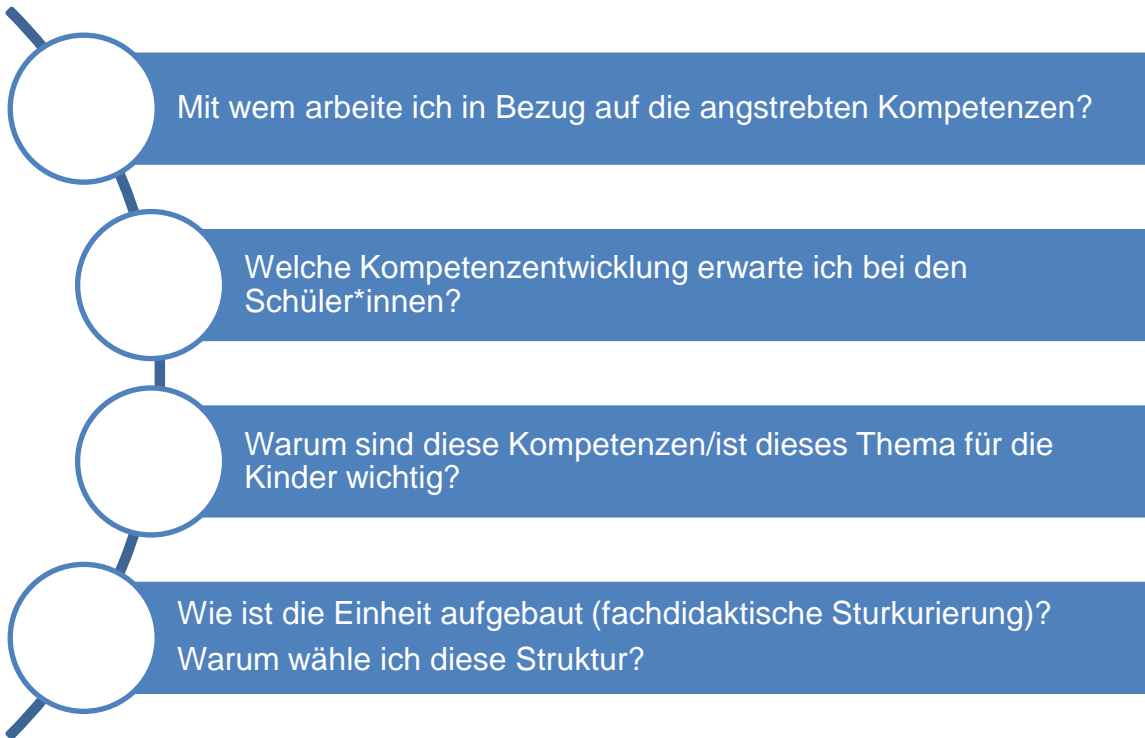 Mit wem arbeite ich in Bezug auf die angstrebten Kompetenzen?
Welche Kompetenzentwicklung erwarte ich bei den
Schüler*innen?
Warum sind diese Kompetenzen/ist dieses Thema für die
Kinder wichtig?
Wie ist die Einheit aufgebaut (fachdidaktische Sturkurierung)?
Warum wähle ich diese Struktur?